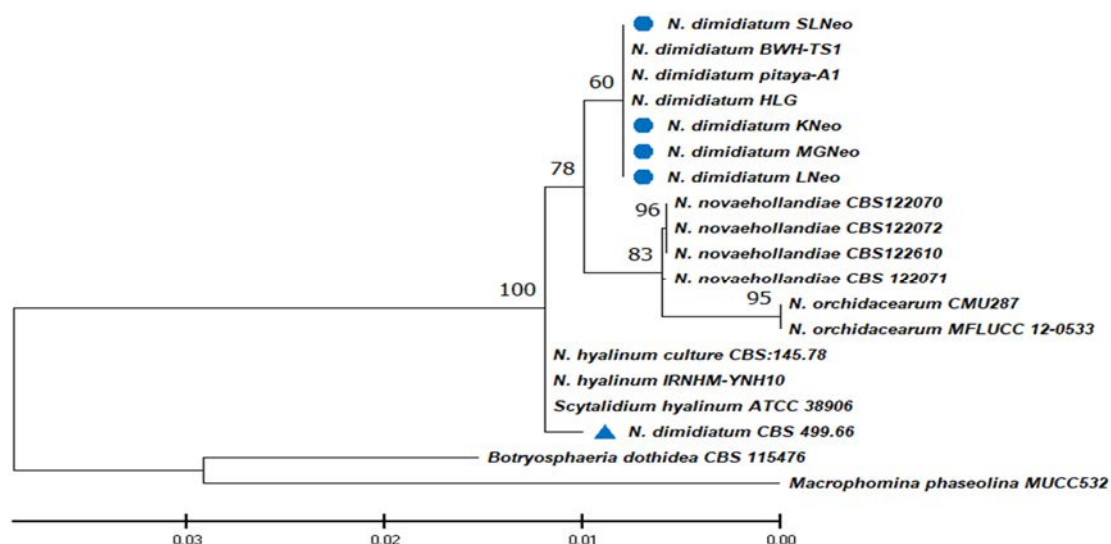 N. dimidiatum SLNeo
N. dimidiatum BWH-TS1
N. dimidiatum pitaya-A1
60
N. dimidiatum HLG
N. dimidiatum KNeo
N. dimidiatum MGNeo
78
N. dimidiatum LNeo
N. novaehollandiae CBS122070
96
N. novaehollandiae CBS122072
83
N. novaehollandiae CBS122610
N. novaehollandiae CBS 122071
100
95
N. orchidacearum CMU287
N. orchidacearum MFLUCC 12-0533
N. hyalinum culture CBS:145.78
N. hyalinum IRNHM-YNH10
Scytalidium hyalinum ATCC 38906
N. dimidiatum CBS 499.66
Botryosphaeria dothidea CBS 115476
Macrophomina phaseolina MUCC532
0.03 0.02 0.01 0.00